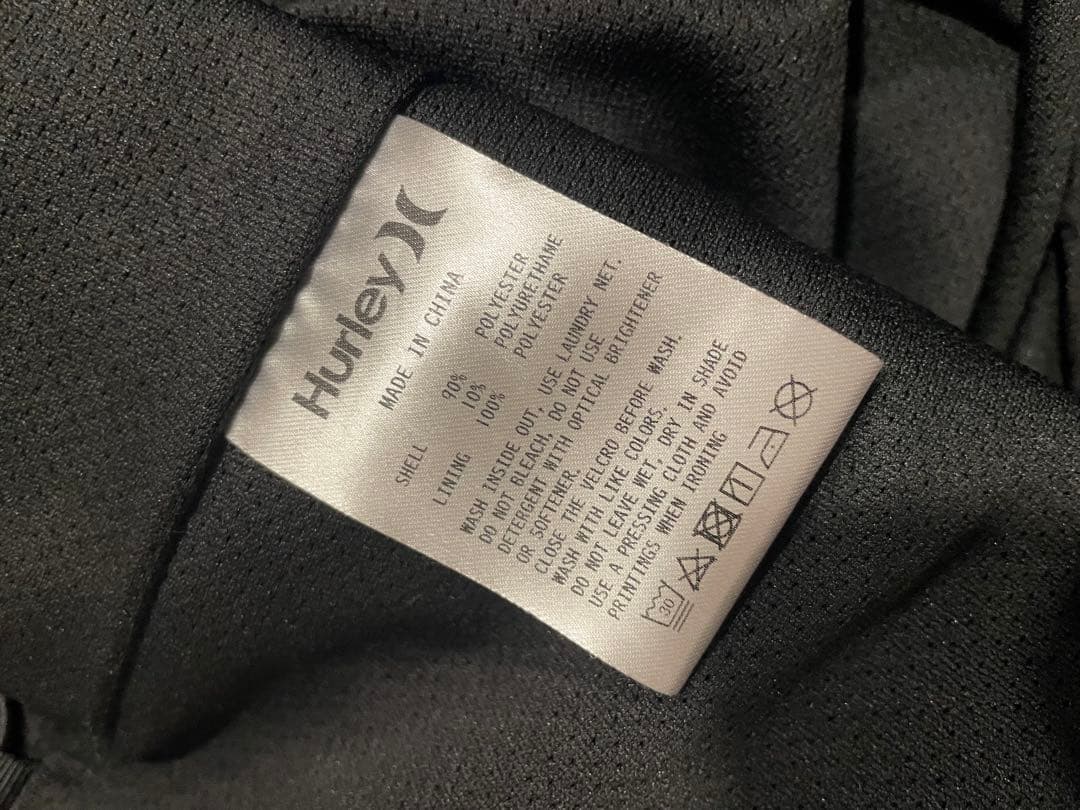 Hurley
MADE IN CHINA
SHELL 90% POLYESTER
10% POLYURETHANE
LINING 100% POLYESTER
WASH INSIDE OUT, USE LAUNDRY NET.
DO NOT BLEACH, DO NOT USE
DETERGENT WITH OPTICAL BRIGHTENER
OR SOFTENER.
CLOSE THE VELCRO BEFORE WASH.
WASH WITH LIKE COLORS.
DO NOT LEAVE WET, DRY IN SHADE
USE A PRESSING CLOTH AND AVOID
PRINTTNGS WHEN IRONING
30